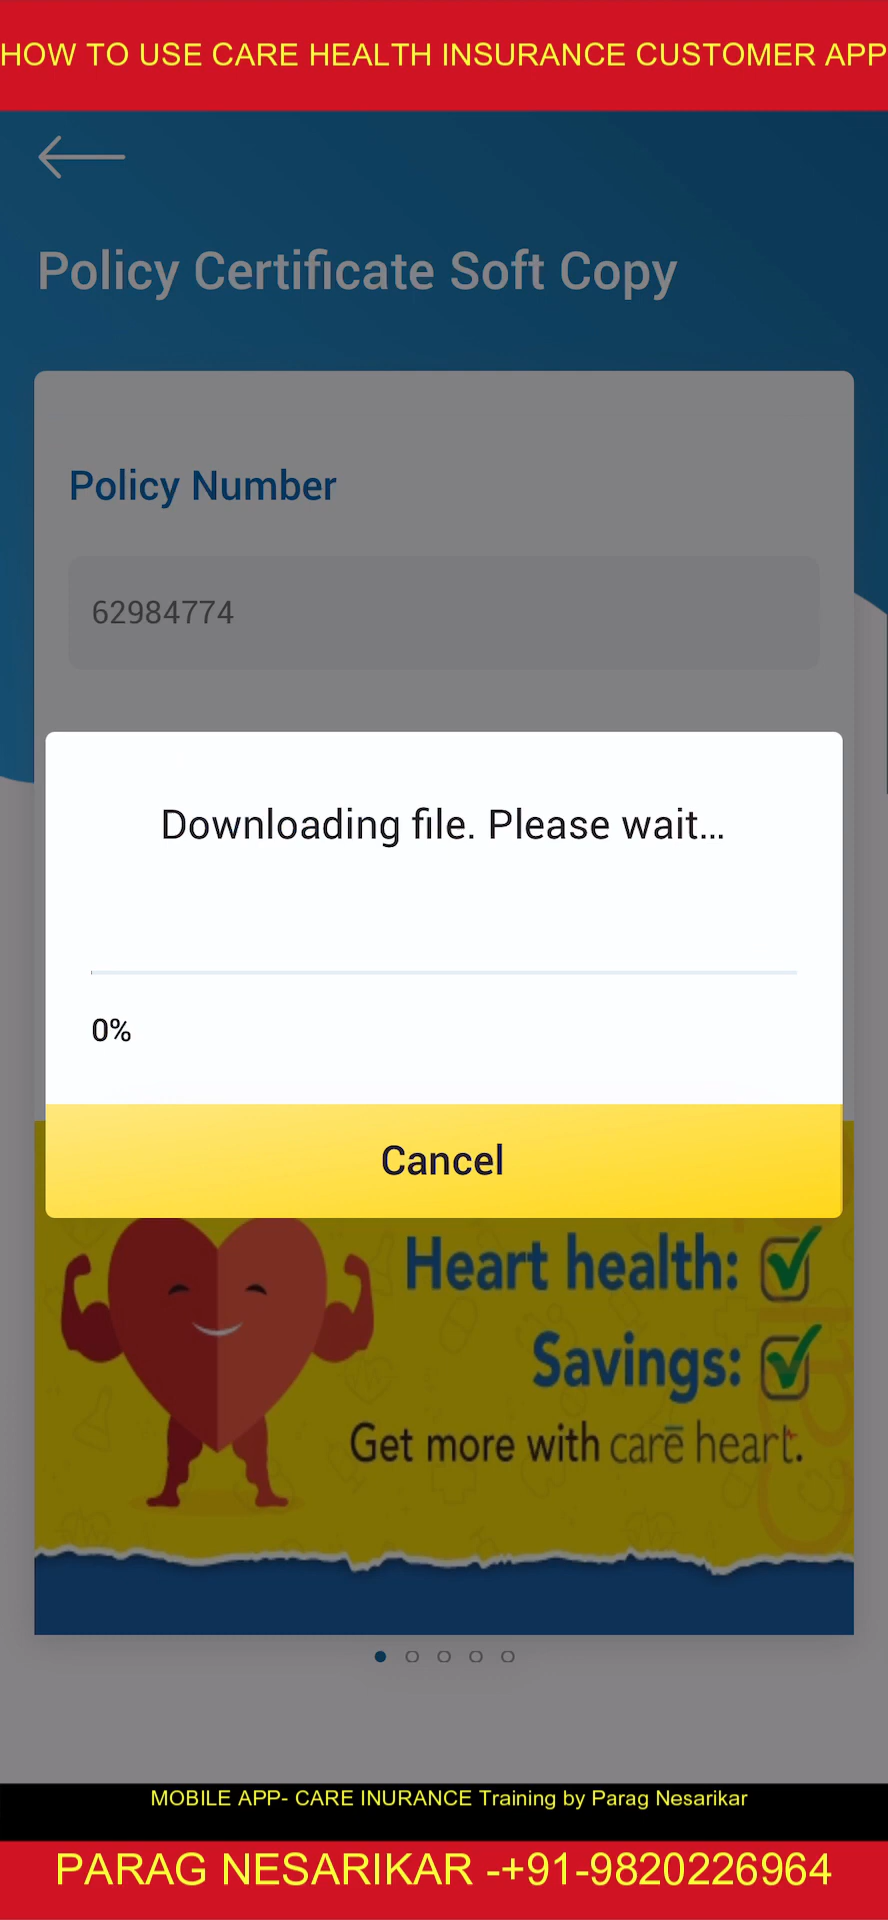 HOW TO USE CARE HEALTH INSURANCE CUSTOMER APP
Policy Certificate Soft Copy
Policy Number
62984774
Downloading file. Please wait...
0%
Cancel
Heart health:
Savings:
Get more with carē heart.
MOBILE APP- CARE INURANCE Training by Parag Nesarikar
PARAG NESARIKAR -+91-9820226964